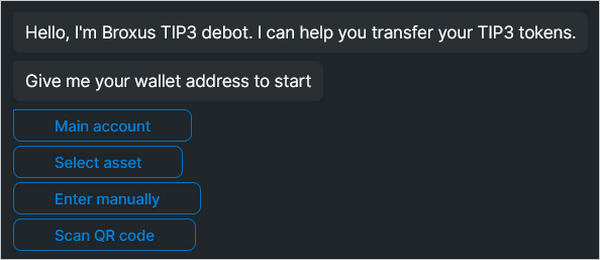 Hello, I'm Broxus TIP3 debot. I can help you transfer your TIP3 tokens.
Give me your wallet address to start
Main account
Select asset
Enter manually
Scan QR code